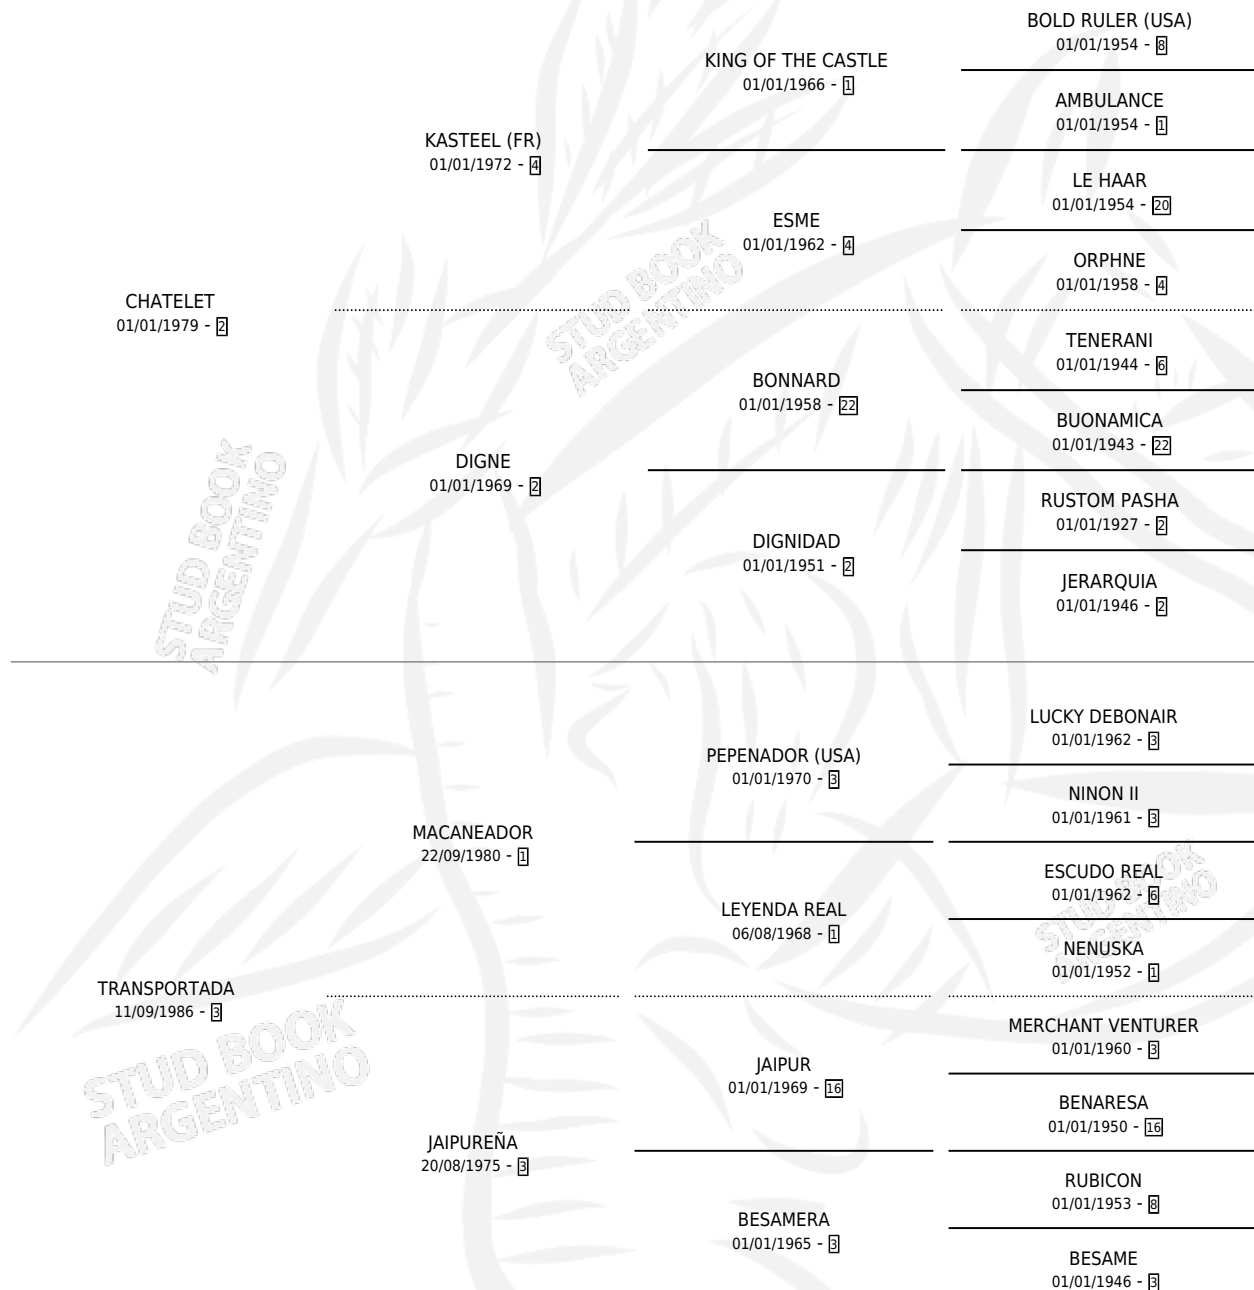 BOLD RULER (USA)
01/01/1954 - 8
KING OF THE CASTLE
01/01/1966 - 1
AMBULANCE
01/01/1954 - 1
KASTEEL (FR)
01/01/1972 - 4
LE HAAR
01/01/1954 - 20
ESME
01/01/1962 - 4
ORPHNE
01/01/1958 - 4
CHATELET
01/01/1979 - 2
TENERANI
01/01/1944 - 6
BONNARD
01/01/1958 - 22
BUONAMICA
01/01/1943 - 22
DIGNE
01/01/1969 - 2
RUSTOM PASHA
01/01/1927 - 2
DIGNIDAD
01/01/1951 - 2
JERARQUIA
01/01/1946 - 2
LUCKY DEBONAIR
01/01/1962 - 3
PEPENADOR (USA)
01/01/1970 - 3
NINON II
01/01/1961 - 3
MACANEADOR
22/09/1980 - 1
ESCUDO REAL
01/01/1962 - 6
LEYENDA REAL
06/08/1968 - 1
NENUSKA
01/01/1952 - 1
TRANSPORTADA
11/09/1986 - 3
MERCHANT VENTURER
01/01/1960 - 3
JAIPUR
01/01/1969 - 16
BENARESA
01/01/1950 - 16
JAIPUREÑA
20/08/1975 - 3
RUBICON
01/01/1953 - 8
BESAMERA
01/01/1965 - 3
BESAME
01/01/1946 - 3
STUD BOOK
ARGENTINO
STUD BOOK
ARGENTINO
STUD BOOK
ARGENTINO
STUD BOOK
ARGENTINO